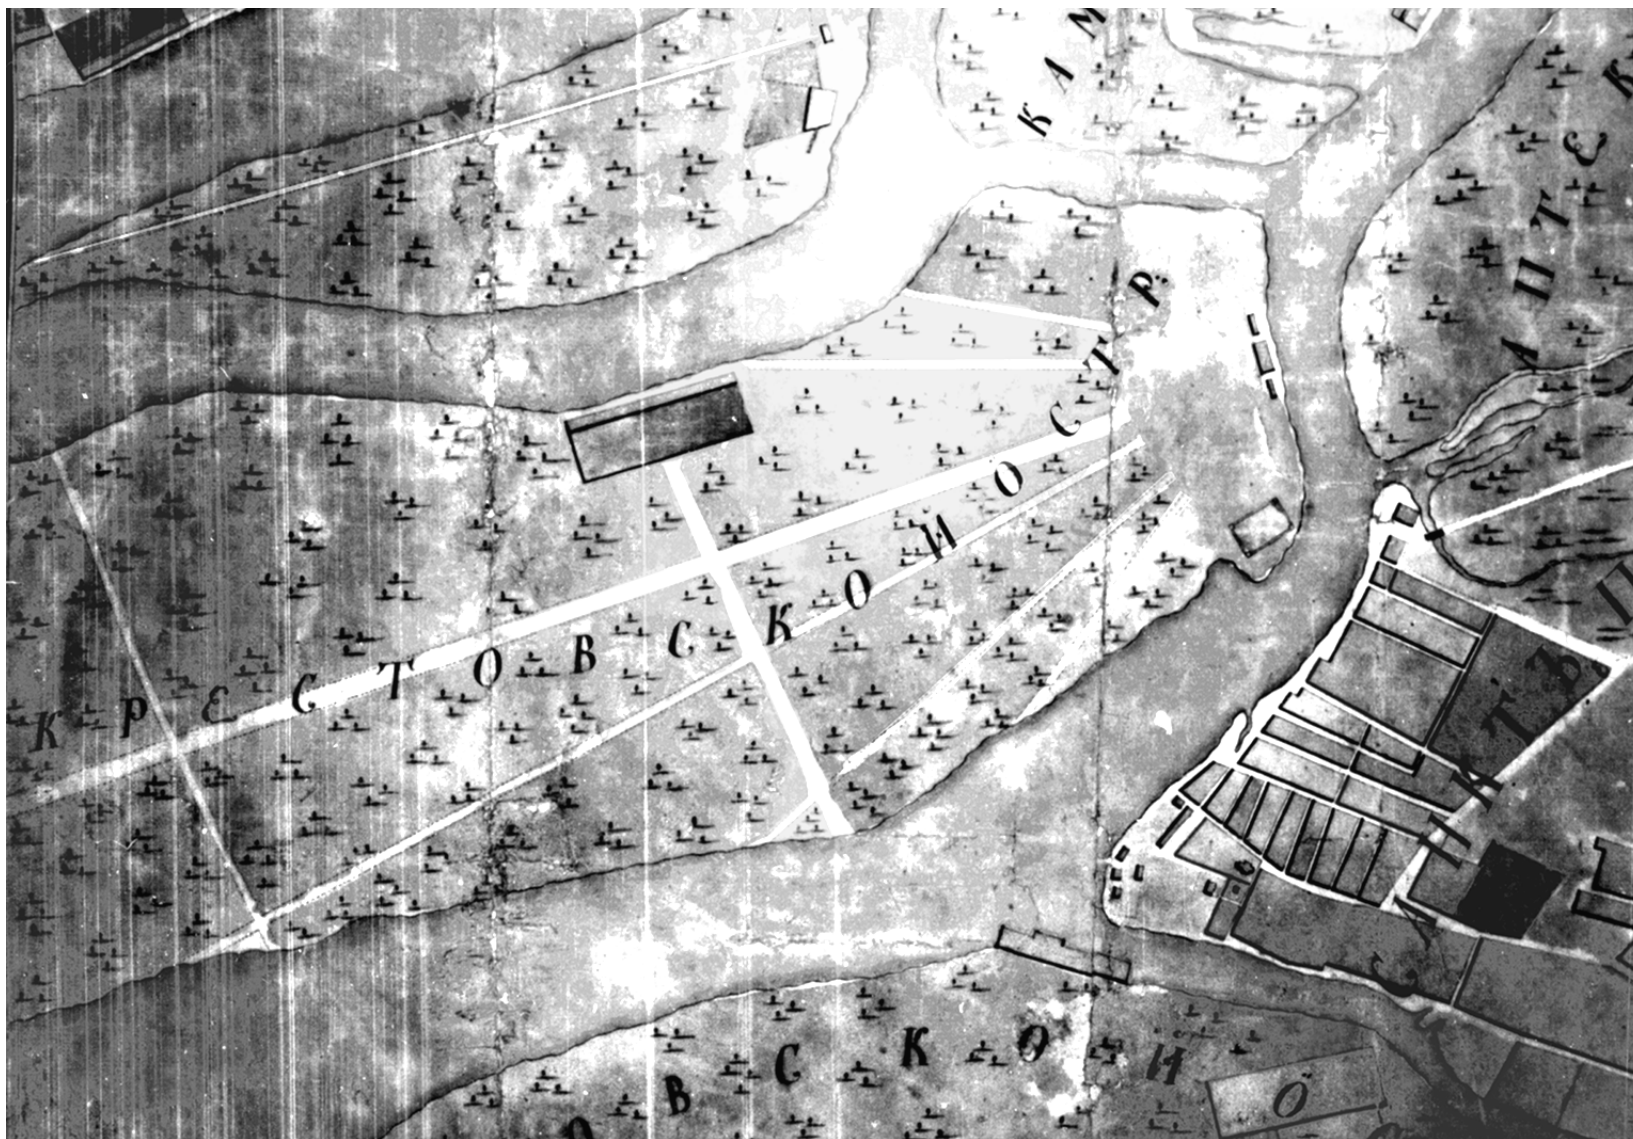 КАМ
АПТЕК
КРЕСТОВСКОЙ ОСТР:
САНКТЪ П
ОВСКОЙ О